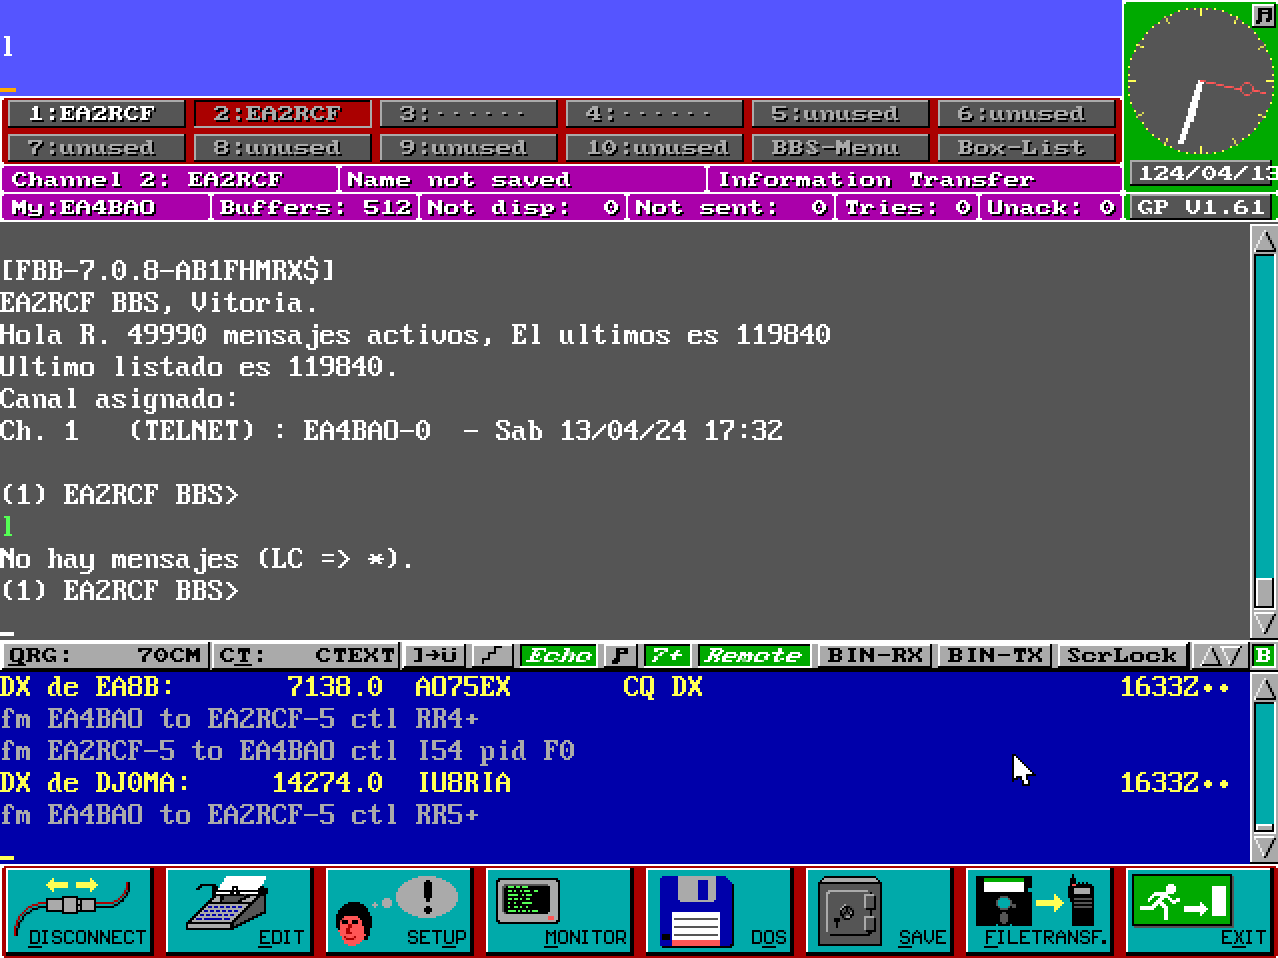 l
1:EA2RCF 2:EA2RCF 3:······ 4:······ 5:unused 6:unused
7:unused 8:unused 9:unused 10:unused BBS-Menu Box-List
Channel 2: EA2RCF Name not saved Information Transfer
124/04/13
My:EA4BAO Buffers: 512 Not disp: 0 Not sent: 0 Tries: 0 Unack: 0 GP V1.61
[FBB-7.0.8-AB1FHMRX$]
EA2RCF BBS, Vitoria.
Hola R. 49990 mensajes activos, El ultimos es 119840
Ultimo listado es 119840.
Canal asignado:
Ch. 1 (TELNET) : EA4BAO-0 - Sab 13/04/24 17:32
(1) EA2RCF BBS>
l
No hay mensajes (LC => *).
(1) EA2RCF BBS>
QRG: 70CM CT: CTEXT ]→Ü Echo 7+ Remote BIN-RX BIN-TX ScrLock B
DX de EA8B: 7138.0 AO75EX CQ DX 1633Z••
fm EA4BAO to EA2RCF-5 ctl RR4+
fm EA2RCF-5 to EA4BAO ctl I54 pid F0
DX de DJ0MA: 14274.0 IU8RIA 1633Z••
fm EA4BAO to EA2RCF-5 ctl RR5+
DISCONNECT EDIT SETUP MONITOR DOS SAVE FILETRANSF. EXIT